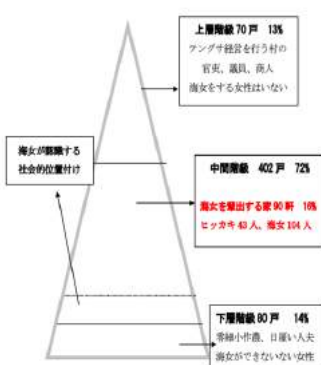 上層階級 70 戸　13%
テングサ経営を行う村の
官吏、議員、商人
海女をする女性はいない
海女が認識する
社会的位置付け
中間階級　402 戸　72%
海女を輩出する家 90 軒　16%
ヒッカキ 43 人、海女 104 人
下層階級 80 戸　14%
零細小作農、日雇い人夫
海女ができないない女性